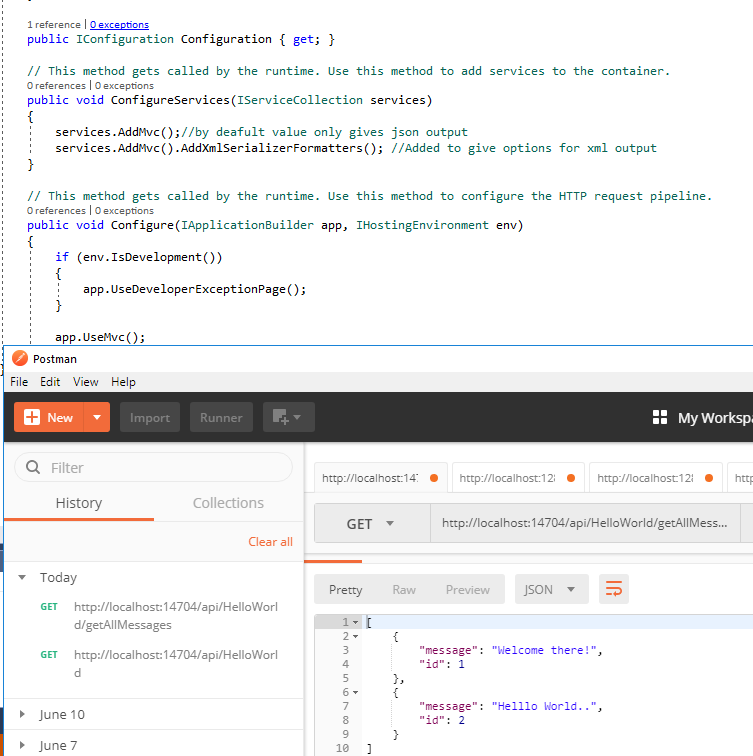 1 reference | 0 exceptions
public IConfiguration Configuration { get; }
// This method gets called by the runtime. Use this method to add services to the container.
0 references | 0 exceptions
public void ConfigureServices(IServiceCollection services)
{
services.AddMvc();//by deafult value only gives json output
services.AddMvc().AddXmlSerializerFormatters(); //Added to give options for xml output
}
// This method gets called by the runtime. Use this method to configure the HTTP request pipeline.
0 references | 0 exceptions
public void Configure(IApplicationBuilder app, IHostingEnvironment env)
{
if (env.IsDevelopment())
{
app.UseDeveloperExceptionPage();
}
app.UseMvc();
Postman
File Edit View Help
New Import Runner My Workspa
Filter
History Collections
Clear all
Today
GET http://localhost:14704/api/HelloWorl
d/getAllMessages
GET http://localhost:14704/api/HelloWorl
d
June 10
June 7
http://localhost:147 http://localhost:128 http://localhost:128 http
GET http://localhost:14704/api/HelloWorld/getAllMess...
Pretty Raw Preview JSON
1 [
2 {
3 "message": "Welcome there!",
4 "id": 1
5 },
6 {
7 "message": "Helllo World..",
8 "id": 2
9 }
10 ]